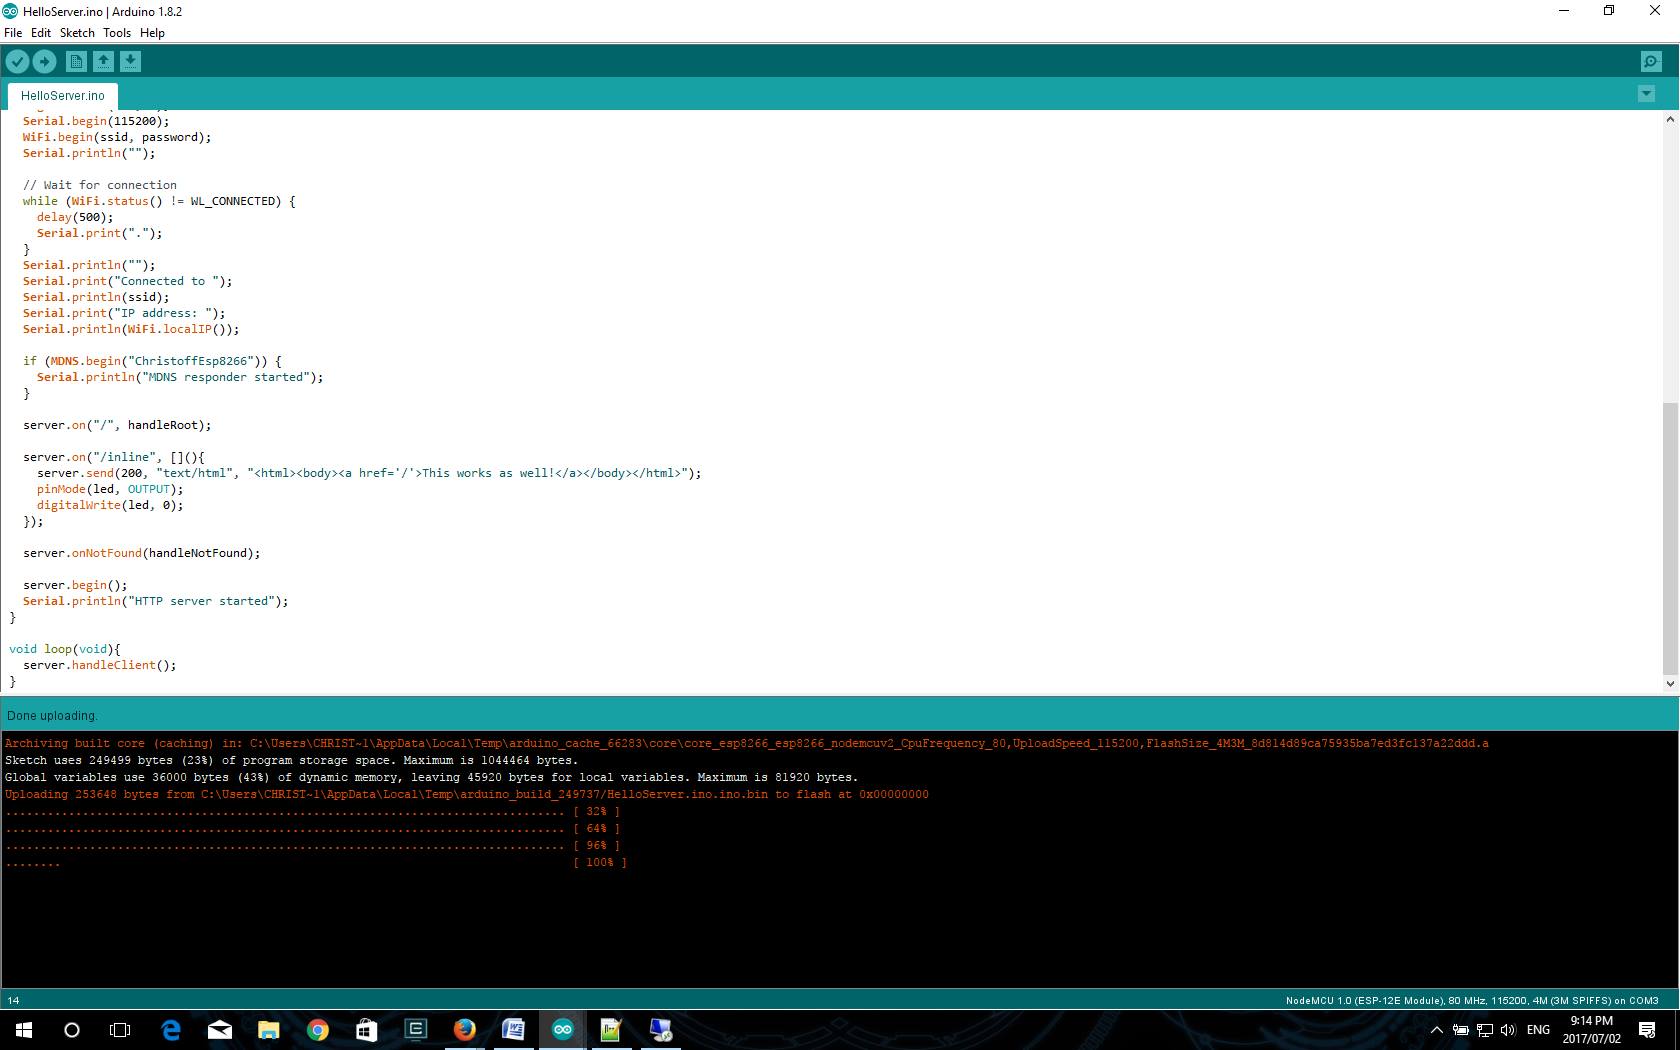 HelloServer.ino | Arduino 1.8.2
File Edit Sketch Tools Help
HelloServer.ino
Serial.begin(115200);
WiFi.begin(ssid, password);
Serial.println("");
// Wait for connection
while (WiFi.status() != WL_CONNECTED) {
delay(500);
Serial.print(".");
}
Serial.println("");
Serial.print("Connected to ");
Serial.println(ssid);
Serial.print("IP address: ");
Serial.println(WiFi.localIP());
if (MDNS.begin("ChristoffEsp8266")) {
Serial.println("MDNS responder started");
}
server.on("/", handleRoot);
server.on("/inline", [](){
server.send(200, "text/html", "<html><body><a href='/'>This works as well!</a></body></html>");
pinMode(led, OUTPUT);
digitalWrite(led, 0);
});
server.onNotFound(handleNotFound);
server.begin();
Serial.println("HTTP server started");
}
void loop(void){
server.handleClient();
}
Done uploading.
Archiving built core (caching) in: C:\Users\CHRIST~1\AppData\Local\Temp\arduino_cache_66283\core\core_esp8266_esp8266_nodemcuv2_CpuFrequency_80,UploadSpeed_115200,FlashSize_4M3M_8d814d89ca75935ba7ed3fc137a22ddd.a
Sketch uses 249499 bytes (23%) of program storage space. Maximum is 1044464 bytes.
Global variables use 36000 bytes (43%) of dynamic memory, leaving 45920 bytes for local variables. Maximum is 81920 bytes.
Uploading 253648 bytes from C:\Users\CHRIST~1\AppData\Local\Temp\arduino_build_249737/HelloServer.ino.ino.bin to flash at 0x00000000
................................................................................ [ 32% ]
................................................................................ [ 64% ]
................................................................................ [ 96% ]
........ [ 100% ]
14 NodeMCU 1.0 (ESP-12E Module), 80 MHz, 115200, 4M (3M SPIFFS) on COM3
ENG 9:14 PM
2017/07/02